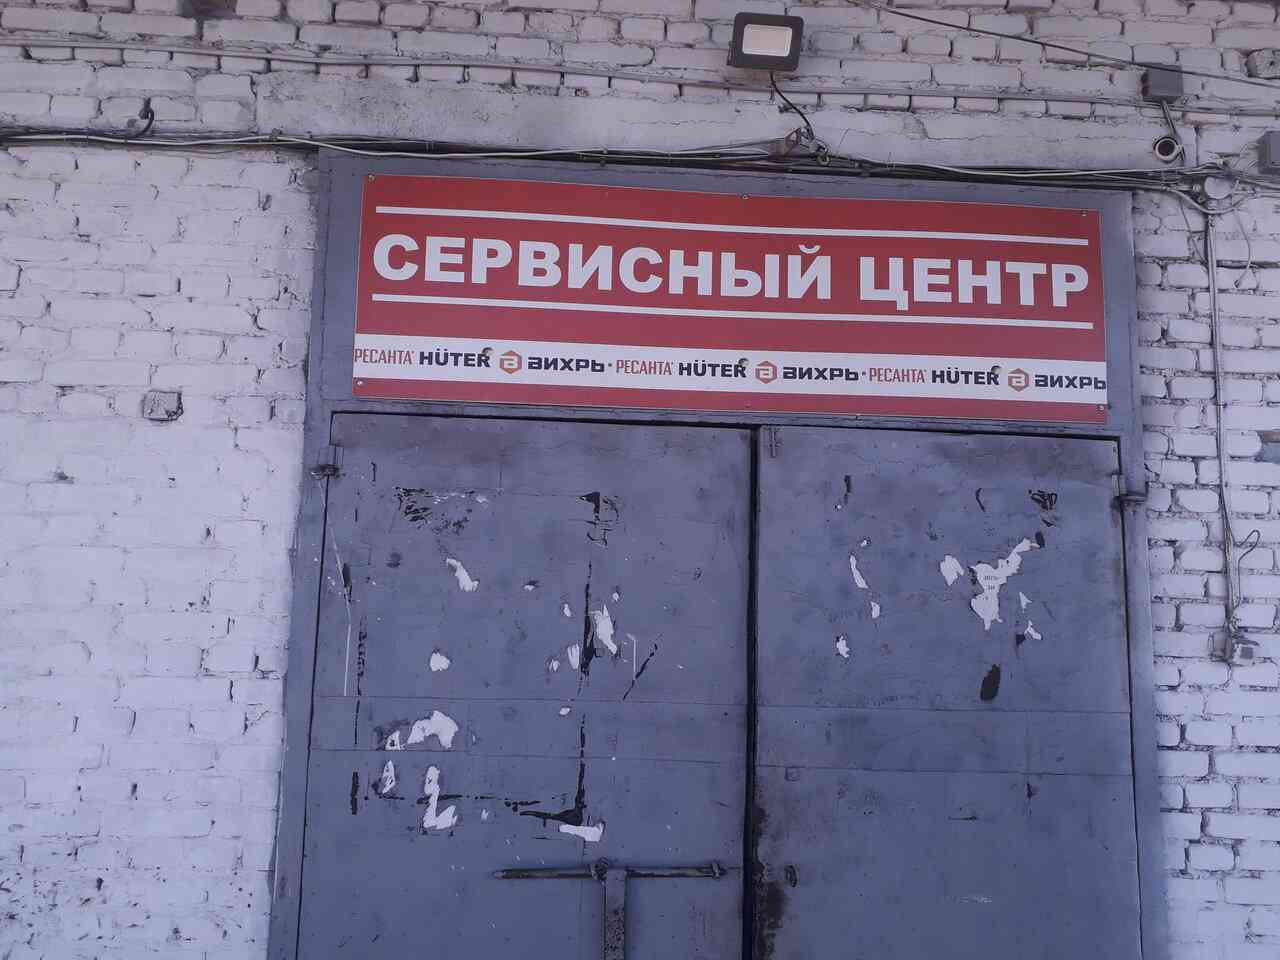 СЕРВИСНЫЙ ЦЕНТР
РЕСАНТА HÜTER ВИХРЬ • РЕСАНТА HÜTER ВИХРЬ • РЕСАНТА HÜTER ВИХРЬ